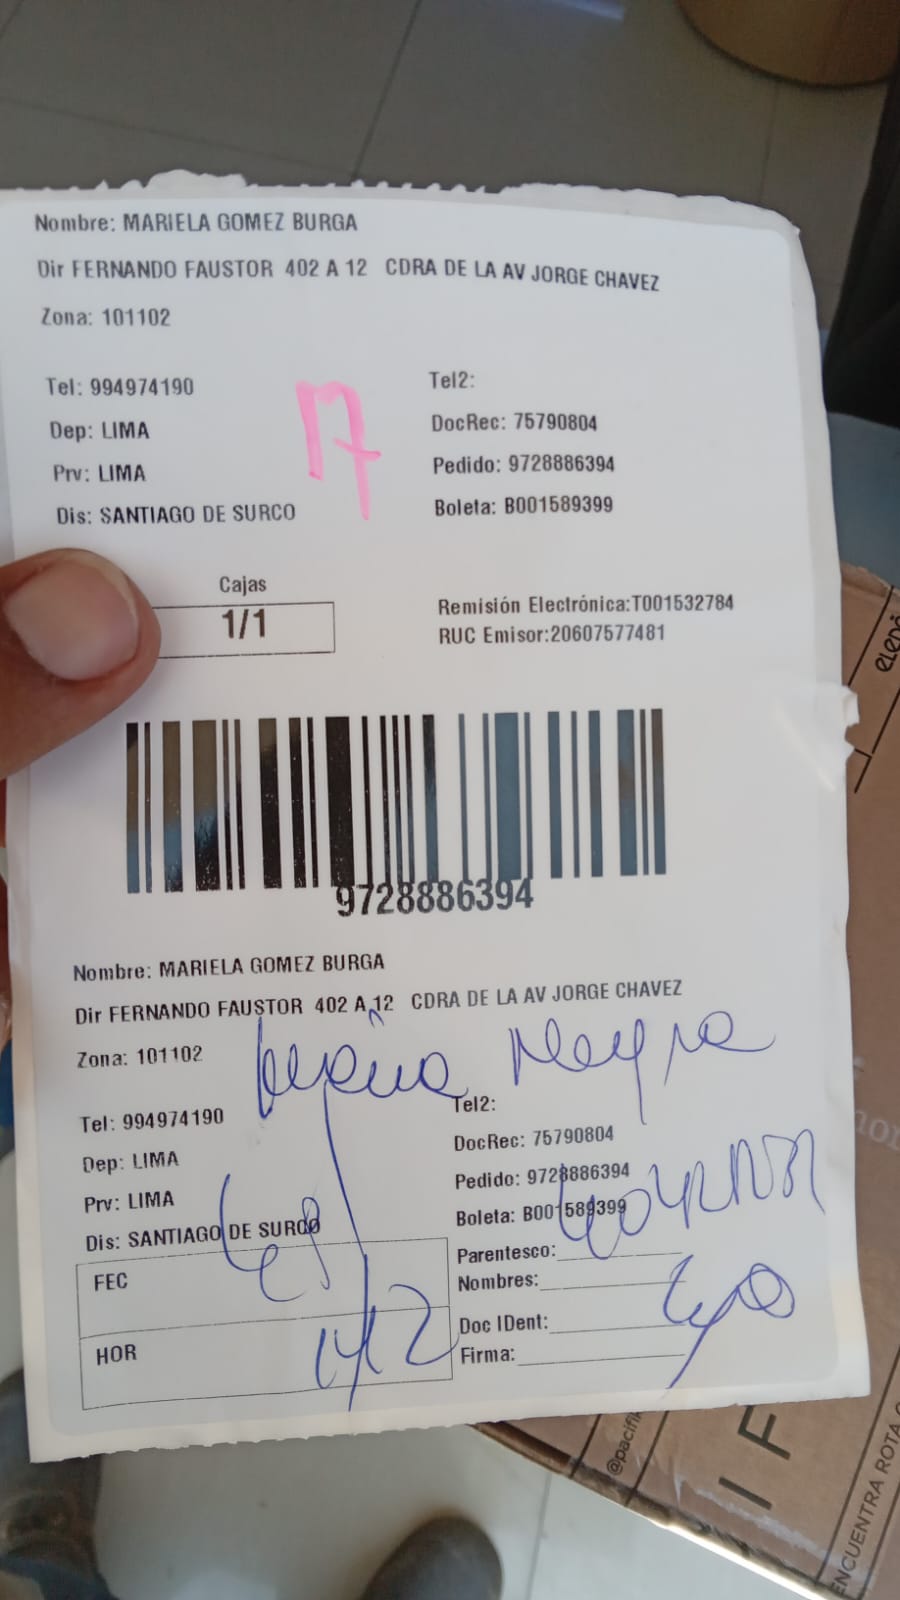 Nombre: MARIELA GOMEZ BURGA
Dir FERNANDO FAUSTOR 402 A 12 CDRA DE LA AV JORGE CHAVEZ
Zona: 101102
Tel: 994974190
Tel2:
Dep: LIMA
DocRec: 75790804
Prv: LIMA
Pedido: 9728886394
Dis: SANTIAGO DE SURCO
Boleta: B001589399
17
Cajas
1/1
Remisión Electrónica:T001532784
RUC Emisor:20607577481
9728886394
Nombre: MARIELA GOMEZ BURGA
Dir FERNANDO FAUSTOR 402 A 12 CDRA DE LA AV JORGE CHAVEZ
Zona: 101102
Tel: 994974190
Tel2:
Dep: LIMA
DocRec: 75790804
Prv: LIMA
Pedido: 9728886394
Dis: SANTIAGO DE SURCO
Boleta: B001589399
FEC
Parentesco:
Nombres:
HOR
Doc IDent:
Firma:
@pacifi
ENCUENTRA